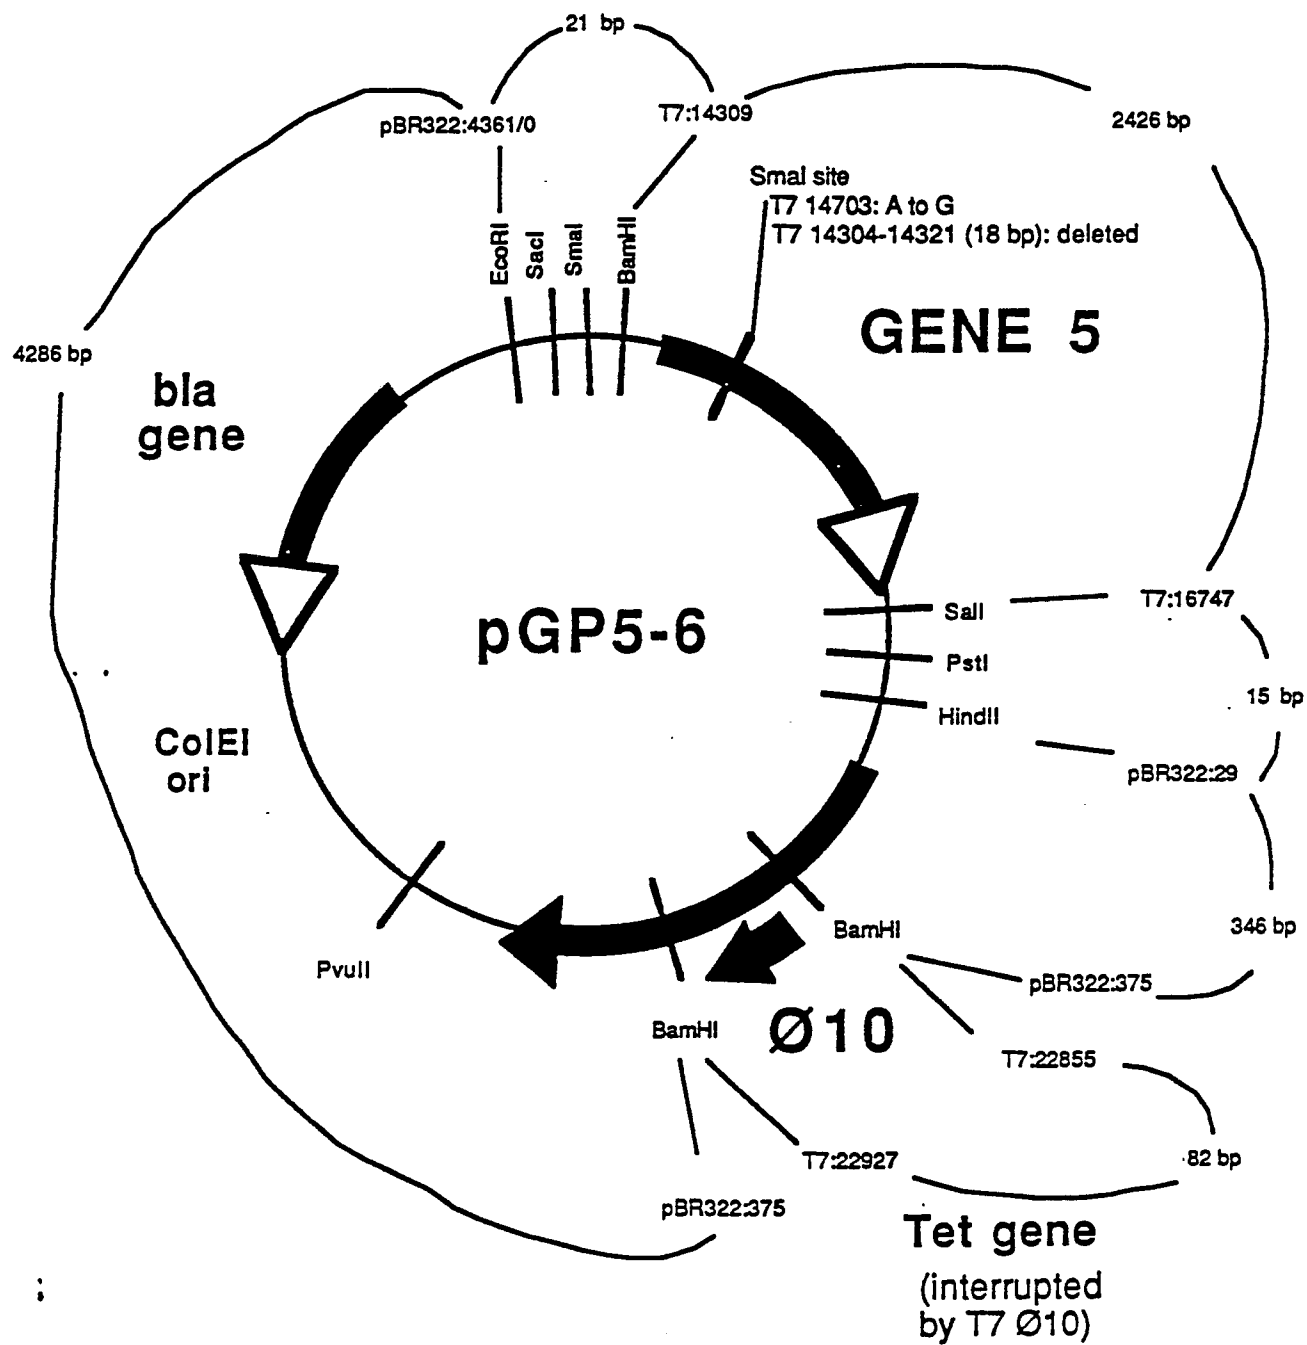 21 bp
pBR322:4361/0
T7:14309
2426 bp
SmaI site
T7 14703: A to G
T7 14304-14321 (18 bp): deleted
EcoRI
SacI
SmaI
BamHI
GENE 5
4286 bp
bla
gene
pGP5-6
SalI
T7:16747
PstI
15 bp
HindII
pBR322:29
ColEI
ori
PvuII
BamHI
346 bp
pBR322:375
BamHI
Ø10
T7:22855
T7:22927
82 bp
pBR322:375
Tet gene
(interrupted
by T7 Ø10)